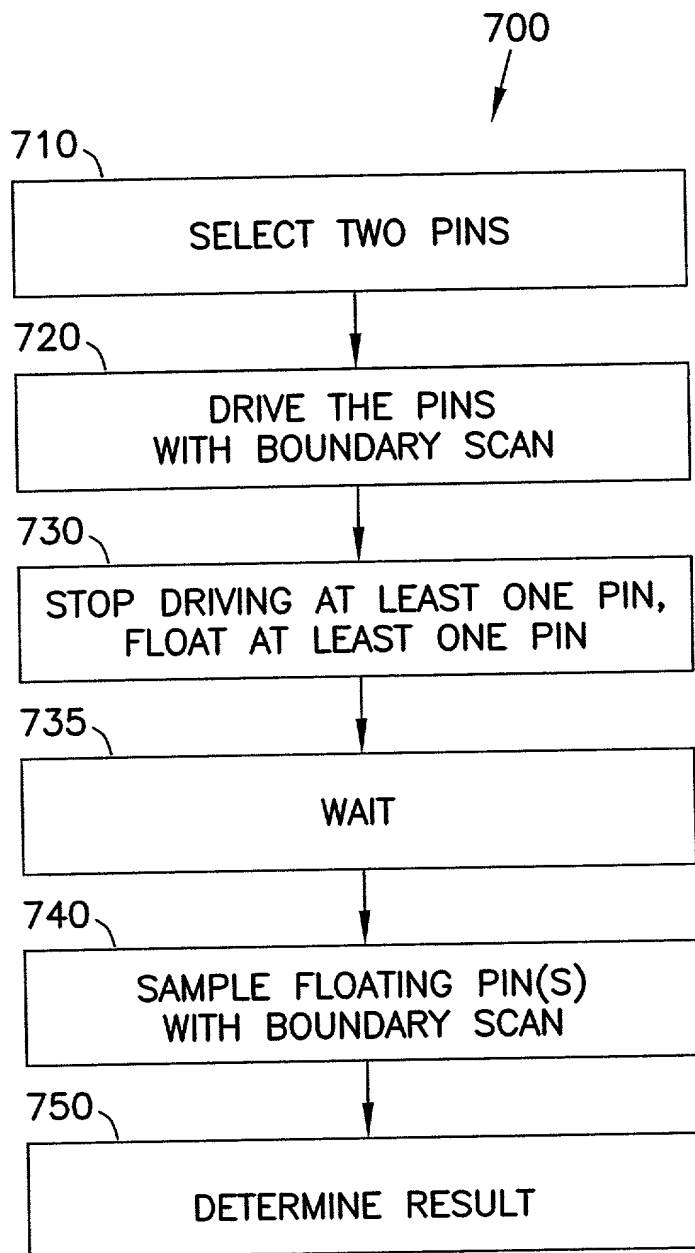 700
710
SELECT TWO PINS
720
DRIVE THE PINS
WITH BOUNDARY SCAN
730
STOP DRIVING AT LEAST ONE PIN,
FLOAT AT LEAST ONE PIN
735
WAIT
740
SAMPLE FLOATING PIN(S)
WITH BOUNDARY SCAN
750
DETERMINE RESULT